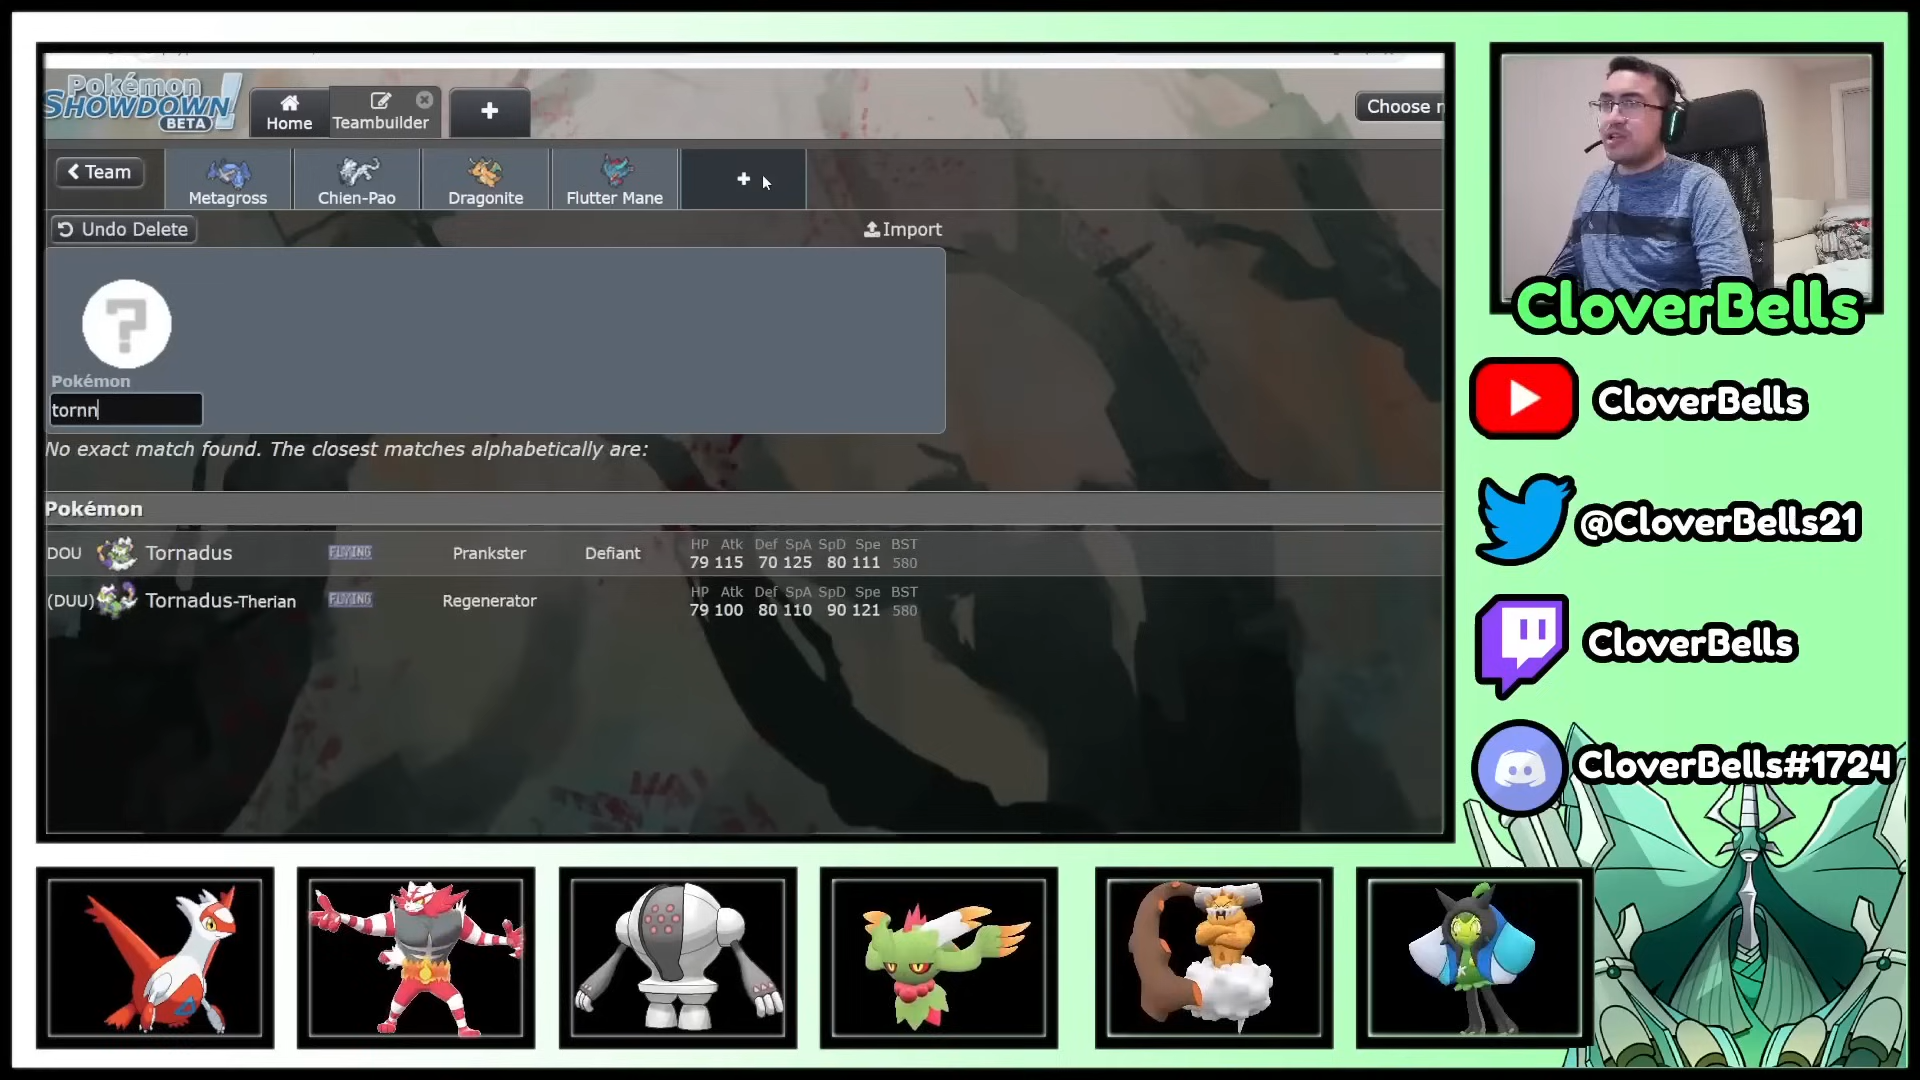 Pokémon
SHOWDOWN!
BETA
Home
Teambuilder
+
Choose n
Team
Metagross
Chien-Pao
Dragonite
Flutter Mane
+
Undo Delete
Import
?
Pokémon
tornn
No exact match found. The closest matches alphabetically are:
Pokémon
DOU Tornadus FLYING Prankster Defiant HP Atk Def SpA SpD Spe BST
79 115 70 125 80 111 580
(DUU) Tornadus-Therian FLYING Regenerator HP Atk Def SpA SpD Spe BST
79 100 80 110 90 121 580
CloverBells
CloverBells
@CloverBells21
CloverBells
CloverBells#1724